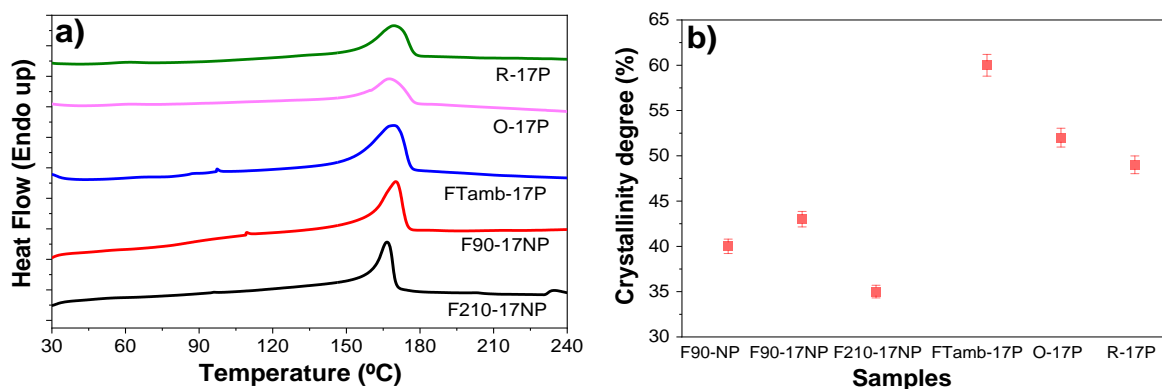 a)
Heat Flow (Endo up)
R-17P
O-17P
FTamb-17P
F90-17NP
F210-17NP
30 60 90 120 150 180 210 240
Temperature (ºC)
b)
Crystallinity degree (%)
65
60
55
50
45
40
35
30
F90-NP F90-17NP F210-17NP FTamb-17P O-17P R-17P
Samples